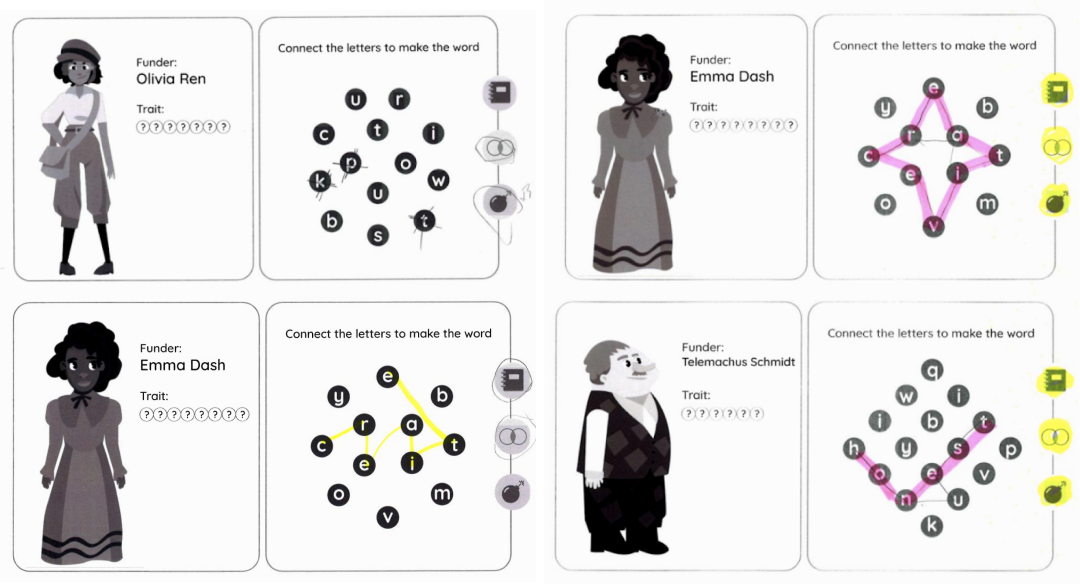 Funder:
Olivia Ren
Trait:
? ? ? ? ? ? ?
Connect the letters to make the word
u r
c t i
p o
k w
u
b t
s
Funder:
Emma Dash
Trait:
? ? ? ? ? ? ? ?
Connect the letters to make the word
e
y b
r a
c t
e i
o m
v
Funder:
Emma Dash
Trait:
? ? ? ? ? ? ? ?
Connect the letters to make the word
e
y b
r a
c t
e i
o m
v
Funder:
Telemachus Schmidt
Trait:
? ? ? ? ? ?
Connect the letters to make the word
q
w i
i b t
h y s p
o e v
n u
k